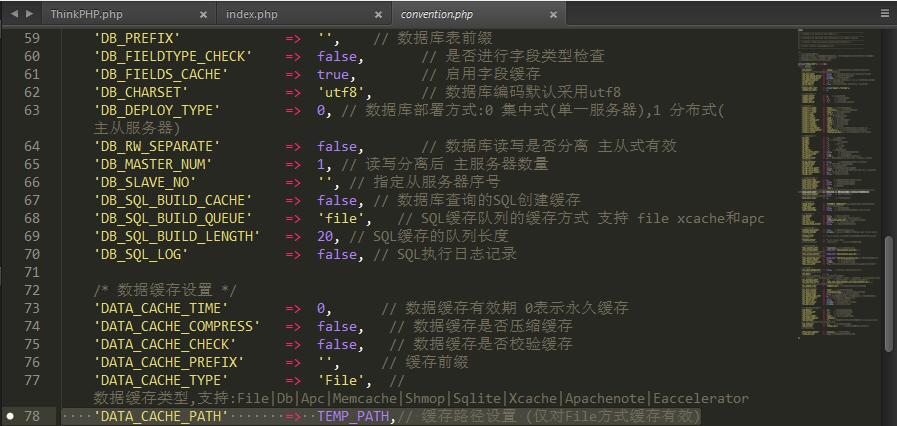 ThinkPHP.php × index.php × convention.php ×
59 'DB_PREFIX' => '', // 数据库表前缀
60 'DB_FIELDTYPE_CHECK' => false, // 是否进行字段类型检查
61 'DB_FIELDS_CACHE' => true, // 启用字段缓存
62 'DB_CHARSET' => 'utf8', // 数据库编码默认采用utf8
63 'DB_DEPLOY_TYPE' => 0, // 数据库部署方式:0 集中式(单一服务器),1 分布式(
主从服务器)
64 'DB_RW_SEPARATE' => false, // 数据库读写是否分离 主从式有效
65 'DB_MASTER_NUM' => 1, // 读写分离后 主服务器数量
66 'DB_SLAVE_NO' => '', // 指定从服务器序号
67 'DB_SQL_BUILD_CACHE' => false, // 数据库查询的SQL创建缓存
68 'DB_SQL_BUILD_QUEUE' => 'file', // SQL缓存队列的缓存方式 支持 file xcache和apc
69 'DB_SQL_BUILD_LENGTH' => 20, // SQL缓存的队列长度
70 'DB_SQL_LOG' => false, // SQL执行日志记录
71
72 /* 数据缓存设置 */
73 'DATA_CACHE_TIME' => 0, // 数据缓存有效期 0表示永久缓存
74 'DATA_CACHE_COMPRESS' => false, // 数据缓存是否压缩缓存
75 'DATA_CACHE_CHECK' => false, // 数据缓存是否校验缓存
76 'DATA_CACHE_PREFIX' => '', // 缓存前缀
77 'DATA_CACHE_TYPE' => 'File', //
数据缓存类型,支持:File|Db|Apc|Memcache|Shmop|Sqlite|Xcache|Apachenote|Eaccelerator
78 'DATA_CACHE_PATH' => TEMP_PATH,// 缓存路径设置 (仅对File方式缓存有效)